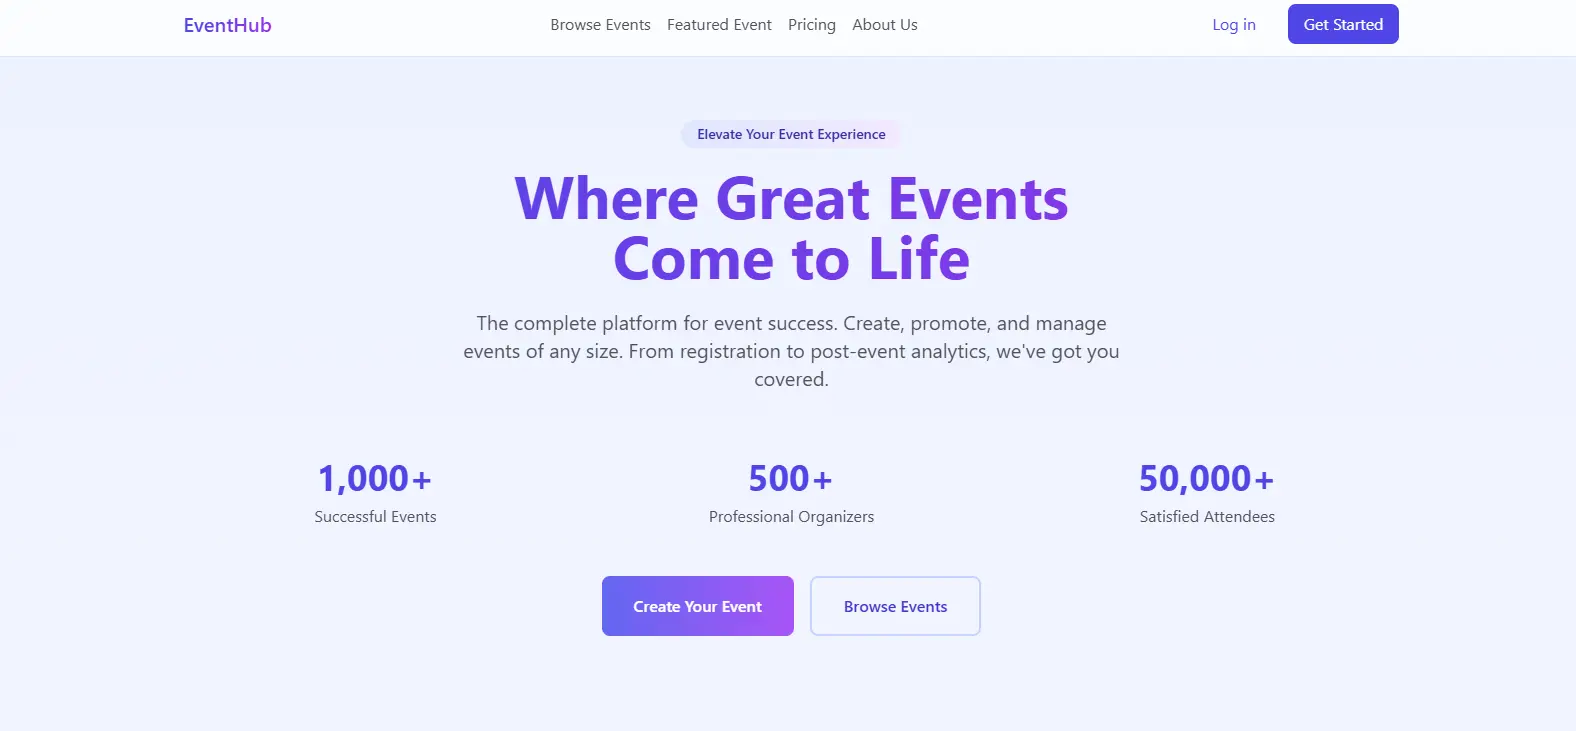 EventHub
Browse Events
Featured Event
Pricing
About Us
Log in
Get Started
Elevate Your Event Experience
Where Great Events
Come to Life
The complete platform for event success. Create, promote, and manage
events of any size. From registration to post-event analytics, we've got you
covered.
1,000+
Successful Events
500+
Professional Organizers
50,000+
Satisfied Attendees
Create Your Event
Browse Events